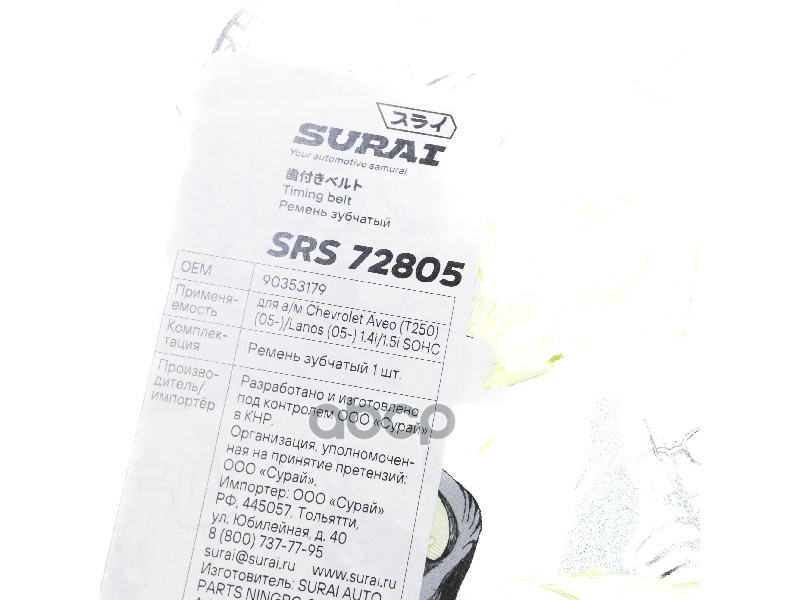 スライ
SURAI
Your automotive samurai
歯付きベルト
Timing belt
Ремень зубчатый
SRS 72805
OEM 90353179
Применя-
емость
для а/м Chevrolet Aveo (T250)
(05-)/Lanos (05-) 1.4i/1.5i SOHC
Комплек-
тация
Ремень зубчатый 1 шт.
Произво-
дитель/
импортёр
Разработано и изготовлено
под контролем ООО «Сурай»
в КНР.
Организация, уполномочен-
ная на принятие претензий:
ООО «Сурай».
Импортер: ООО «Сурай»
РФ, 445057, Тольятти,
ул. Юбилейная, д. 40
8 (800) 737-77-95
surai@surai.ru www.surai.ru
Изготовитель: SURAI AUTO
PARTS NINGBO
abcp